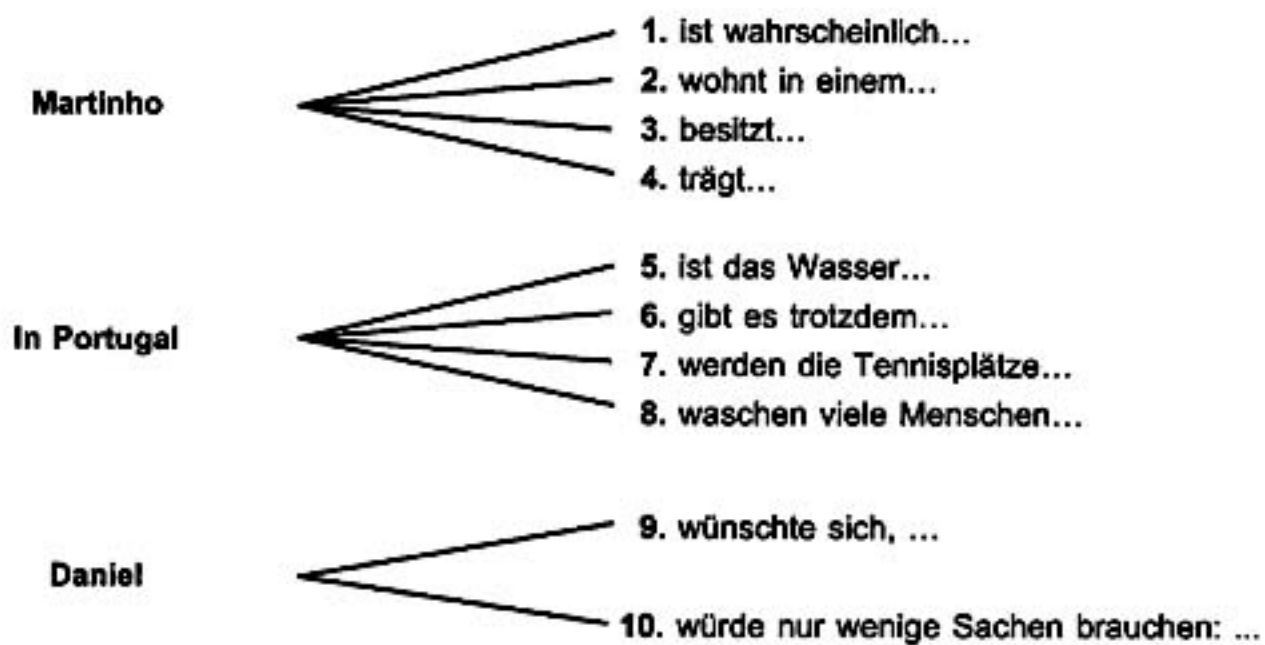 Martinho
1. ist wahrscheinlich...
2. wohnt in einem...
3. besitzt...
4. trägt...
In Portugal
5. ist das Wasser...
6. gibt es trotzdem...
7. werden die Tennisplätze...
8. waschen viele Menschen...
Daniel
9. wünschte sich, ...
10. würde nur wenige Sachen brauchen: ...